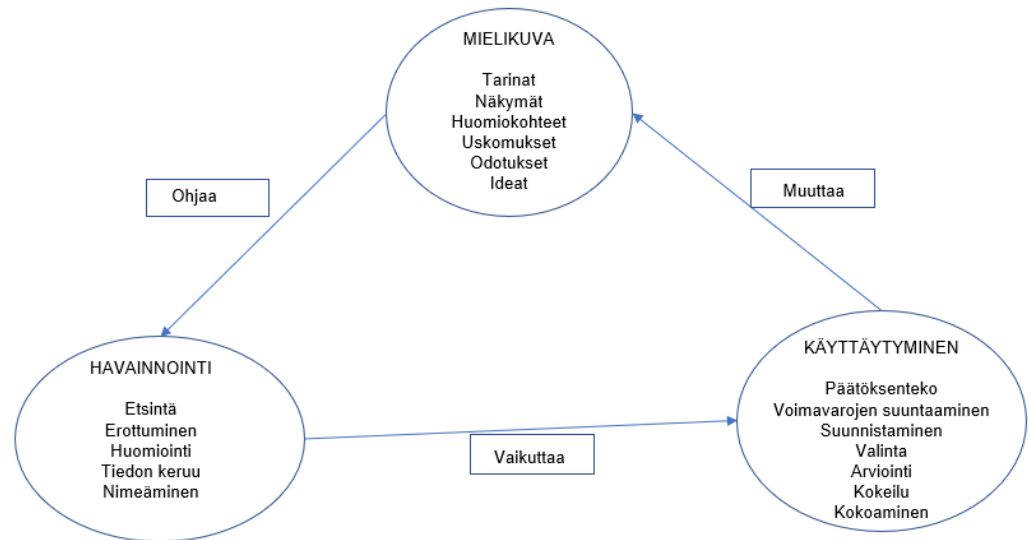 MIELIKUVA
Tarinat
Näkymät
Huomiokohteet
Uskomukset
Odotukset
Ideat
Ohjaa
Muuttaa
HAVAINNOINTI
Etsintä
Erottuminen
Huomiointi
Tiedon keruu
Nimeäminen
Vaikuttaa
KÄYTTÄYTYMINEN
Päätöksenteko
Voimavarojen suuntaaminen
Suunnistaminen
Valinta
Arviointi
Kokeilu
Kokoaminen